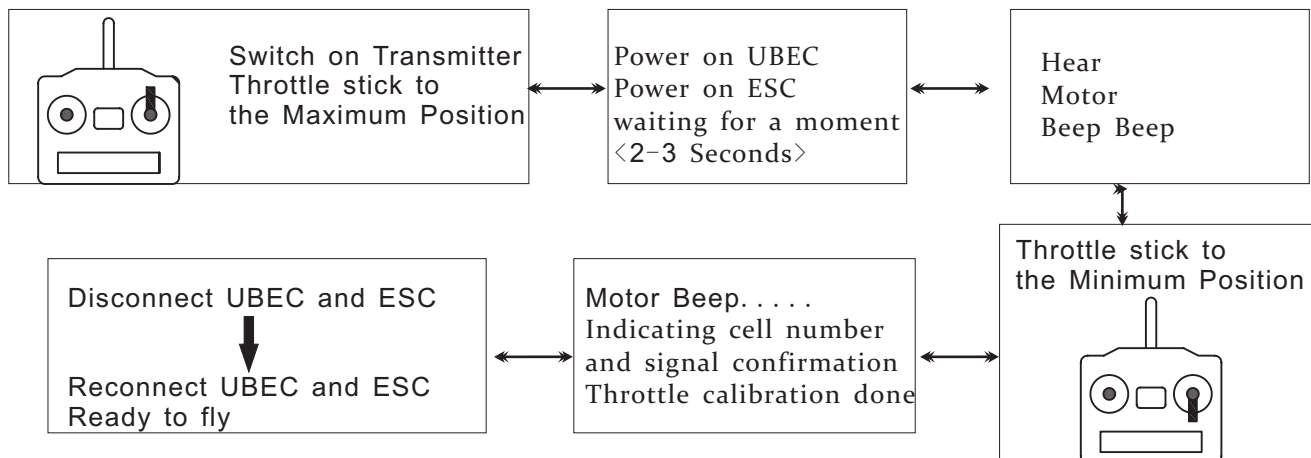 Switch on Transmitter
Throttle stick to
the Maximum Position
Power on UBEC
Power on ESC
waiting for a moment
<2-3 Seconds>
Hear
Motor
Beep Beep
Throttle stick to
the Minimum Position
Motor Beep.....
Indicating cell number
and signal confirmation
Throttle calibration done
Disconnect UBEC and ESC
Reconnect UBEC and ESC
Ready to fly